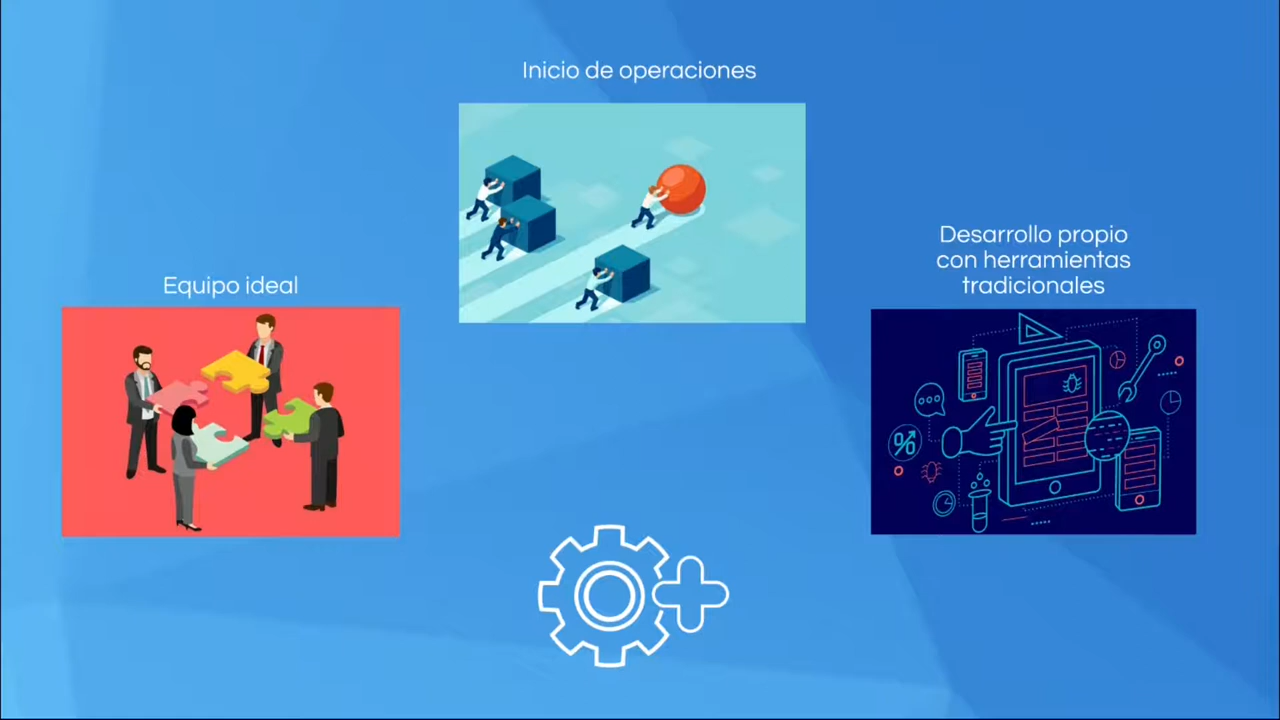 Inicio de operaciones
Equipo ideal
Desarrollo propio
con herramientas
tradicionales
%